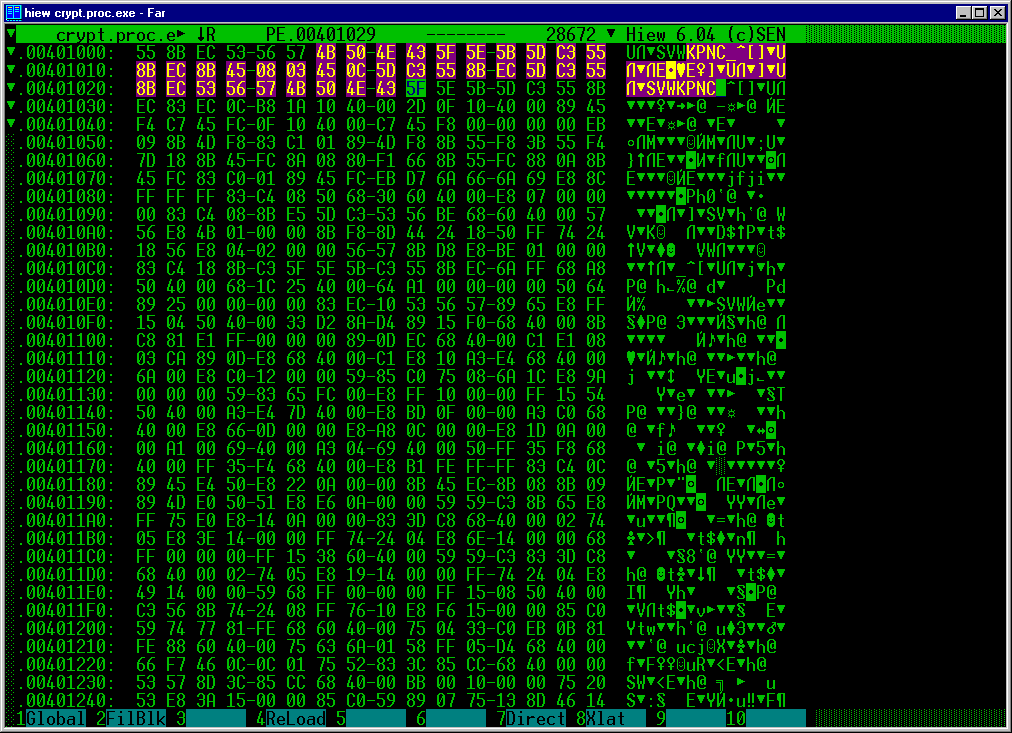 hiew crypt.proc.exe - Far
crypt.proc.e► ↓R PE.00401029 -------- 28672 ▼ Hiew 6.04 (c)SEN
.00401000: 55 8B EC 53-56 57 4B 50-4E 43 5F 5E-5B 5D C3 55
.00401010: 8B EC 8B 45-08 03 45 0C-5D C3 55 8B-EC 5D C3 55
.00401020: 8B EC 53 56-57 4B 50 4E-43 5F 5E 5B-5D C3 55 8B
.00401030: EC 83 EC 0C-B8 1A 10 40-00 2D 0F 10-40 00 89 45
.00401040: F4 C7 45 FC-0F 10 40 00-C7 45 F8 00-00 00 00 EB
.00401050: 09 8B 4D F8-83 C1 01 89-4D F8 8B 55-F8 3B 55 F4
.00401060: 7D 18 8B 45-FC 8A 08 80-F1 66 8B 55-FC 88 0A 8B
.00401070: 45 FC 83 C0-01 89 45 FC-EB D7 6A 66-6A 69 E8 8C
.00401080: FF FF FF 83-C4 08 50 68-30 60 40 00-E8 07 00 00
.00401090: 00 83 C4 08-8B E5 5D C3-53 56 BE 68-60 40 00 57
.004010A0: 56 E8 4B 01-00 00 8B F8-8D 44 24 18-50 FF 74 24
.004010B0: 18 56 E8 04-02 00 00 56-57 8B D8 E8-BE 01 00 00
.004010C0: 83 C4 18 8B-C3 5F 5E 5B-C3 55 8B EC-6A FF 68 A8
.004010D0: 50 40 00 68-1C 25 40 00-64 A1 00 00-00 00 50 64
.004010E0: 89 25 00 00-00 00 83 EC-10 53 56 57-89 65 E8 FF
.004010F0: 15 04 50 40-00 33 D2 8A-D4 89 15 F0-68 40 00 8B
.00401100: C8 81 E1 FF-00 00 00 89-0D EC 68 40-00 C1 E1 08
.00401110: 03 CA 89 0D-E8 68 40 00-C1 E8 10 A3-E4 68 40 00
.00401120: 6A 00 E8 C0-12 00 00 59-85 C0 75 08-6A 1C E8 9A
.00401130: 00 00 00 59-83 65 FC 00-E8 FF 10 00-00 FF 15 54
.00401140: 50 40 00 A3-E4 7D 40 00-E8 BD 0F 00-00 A3 C0 68
.00401150: 40 00 E8 66-0D 00 00 E8-A8 0C 00 00-E8 1D 0A 00
.00401160: 00 A1 00 69-40 00 A3 04-69 40 00 50-FF 35 F8 68
.00401170: 40 00 FF 35-F4 68 40 00-E8 B1 FE FF-FF 83 C4 0C
.00401180: 89 45 E4 50-E8 22 0A 00-00 8B 45 EC-8B 08 8B 09
.00401190: 89 4D E0 50-51 E8 E6 0A-00 00 59 59-C3 8B 65 E8
.004011A0: FF 75 E0 E8-14 0A 00 00-83 3D C8 68-40 00 02 74
.004011B0: 05 E8 3E 14-00 00 FF 74-24 04 E8 6E-14 00 00 68
.004011C0: FF 00 00 00-FF 15 38 60-40 00 59 59-C3 83 3D C8
.004011D0: 68 40 00 02-74 05 E8 19-14 00 00 FF-74 24 04 E8
.004011E0: 49 14 00 00-59 68 FF 00-00 00 FF 15-08 50 40 00
.004011F0: C3 56 8B 74-24 08 FF 76-10 E8 F6 15-00 00 85 C0
.00401200: 59 74 77 81-FE 68 60 40-00 75 04 33-C0 EB 0B 81
.00401210: FE 88 60 40-00 75 63 6A-01 58 FF 05-D4 68 40 00
.00401220: 66 F7 46 0C-0C 01 75 52-83 3C 85 CC-68 40 00 00
.00401230: 53 57 8D 3C-85 CC 68 40-00 BB 00 10-00 00 75 20
.00401240: 53 E8 3A 15-00 00 85 C0-59 89 07 75-13 8D 46 14
1Global 2FilBlk 3 4ReLoad 5 6 7Direct 8Xlat 9 10